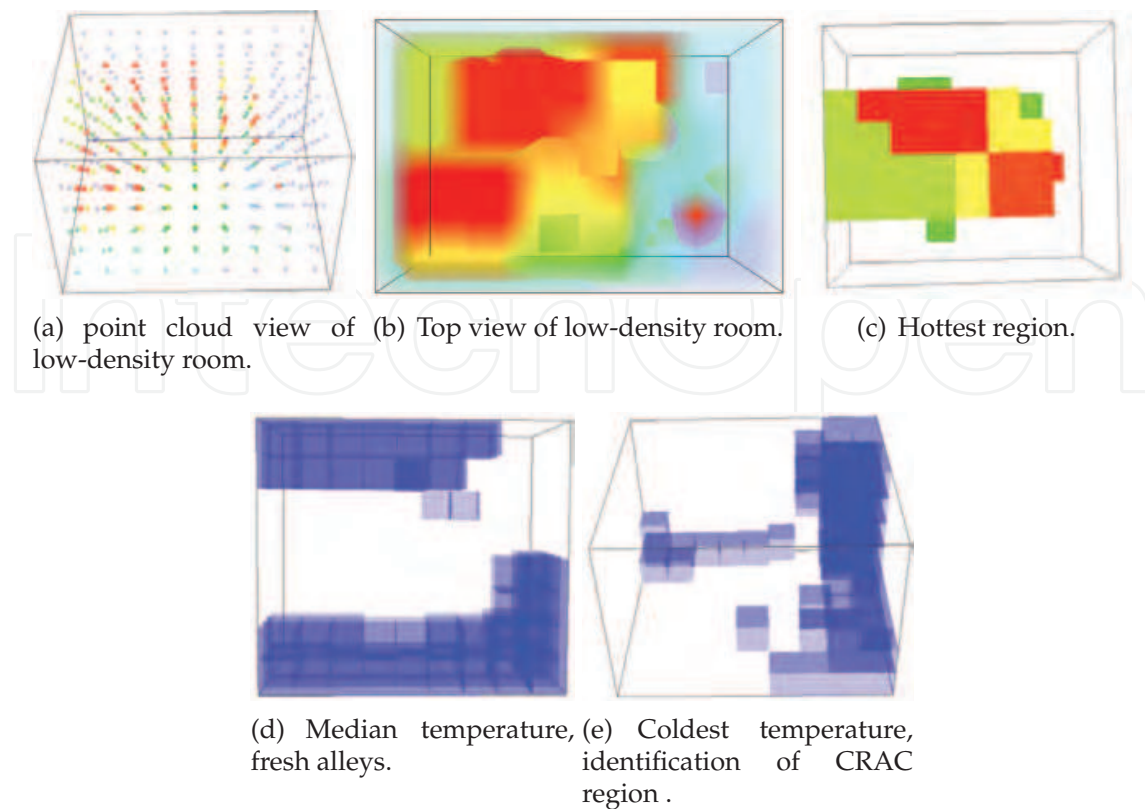 (a) point cloud view of
low-density room.
(b) Top view of low-density room.
(c) Hottest region.
IntechOpen
(d) Median temperature,
fresh alleys.
(e) Coldest temperature,
identification of CRAC
region .